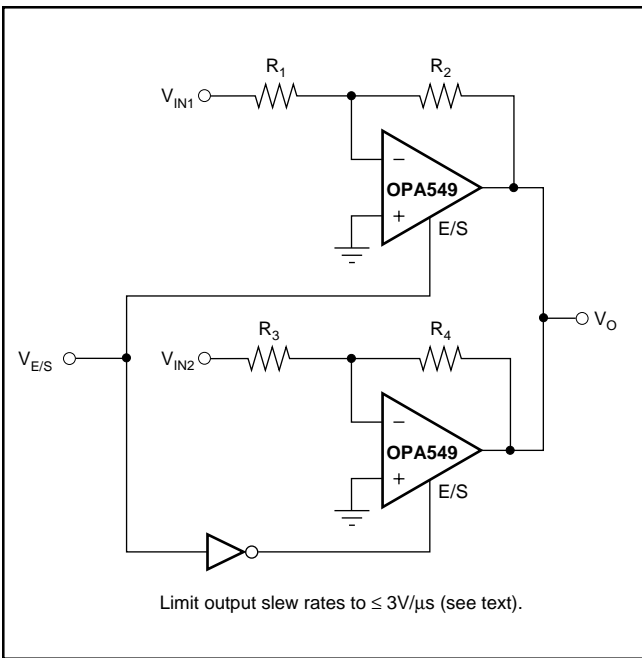 R1
R2
VIN1
−
OPA549
+
E/S
R3
R4
VE/S
VIN2
VO
−
OPA549
+
E/S
Limit output slew rates to ≤ 3V/µs (see text).